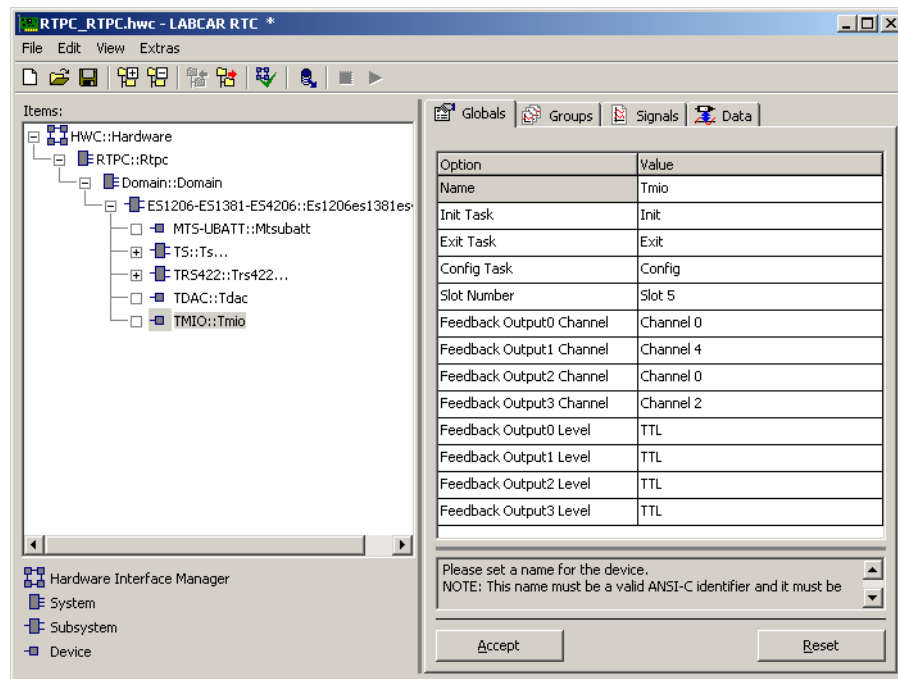 RTPC_RTPC.hwc - LABCAR RTC *
File Edit View Extras
Items:
HWC::Hardware
RTPC::Rtpc
Domain::Domain
ES1206-ES1381-ES4206::Es1206es1381es
MTS-UBATT::Mtsubatt
TS::Ts...
TRS422::Trs422...
TDAC::Tdac
TMIO::Tmio
Hardware Interface Manager
System
Subsystem
Device
Globals Groups Signals Data
Option Value
Name Tmio
Init Task Init
Exit Task Exit
Config Task Config
Slot Number Slot 5
Feedback Output0 Channel Channel 0
Feedback Output1 Channel Channel 4
Feedback Output2 Channel Channel 0
Feedback Output3 Channel Channel 2
Feedback Output0 Level TTL
Feedback Output1 Level TTL
Feedback Output2 Level TTL
Feedback Output3 Level TTL
Please set a name for the device.
NOTE: This name must be a valid ANSI-C identifier and it must be
Accept Reset